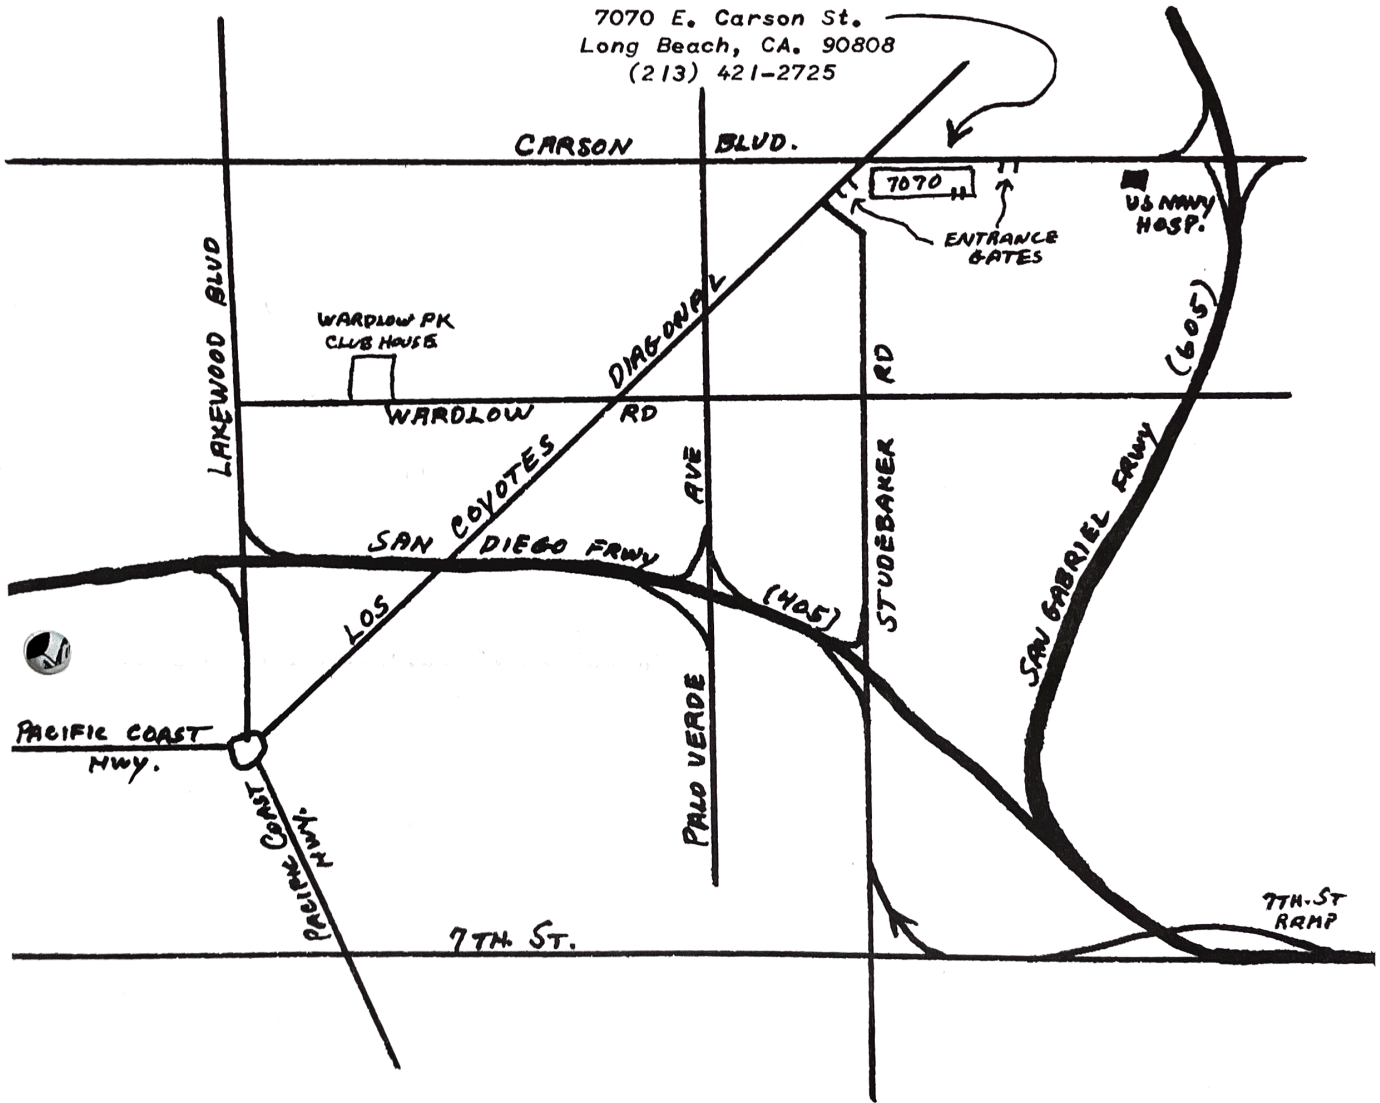 7070 E. Carson St.
Long Beach, CA. 90808
(213) 421-2725
CARSON BLVD.
7070
US NAVY
HOSP.
ENTRANCE
GATES
LAKEWOOD BLVD
WARDLOW PK
CLUB HOUSE
WARDLOW RD
LOS COYOTES DIAGONAL
SAN DIEGO FRWY (405)
PALO VERDE AVE
STUDEBAKER RD
SAN GABRIEL FRWY (605)
PACIFIC COAST
HWY.
PACIFIC COAST
HWY.
7TH. ST.
7TH. ST
RAMP